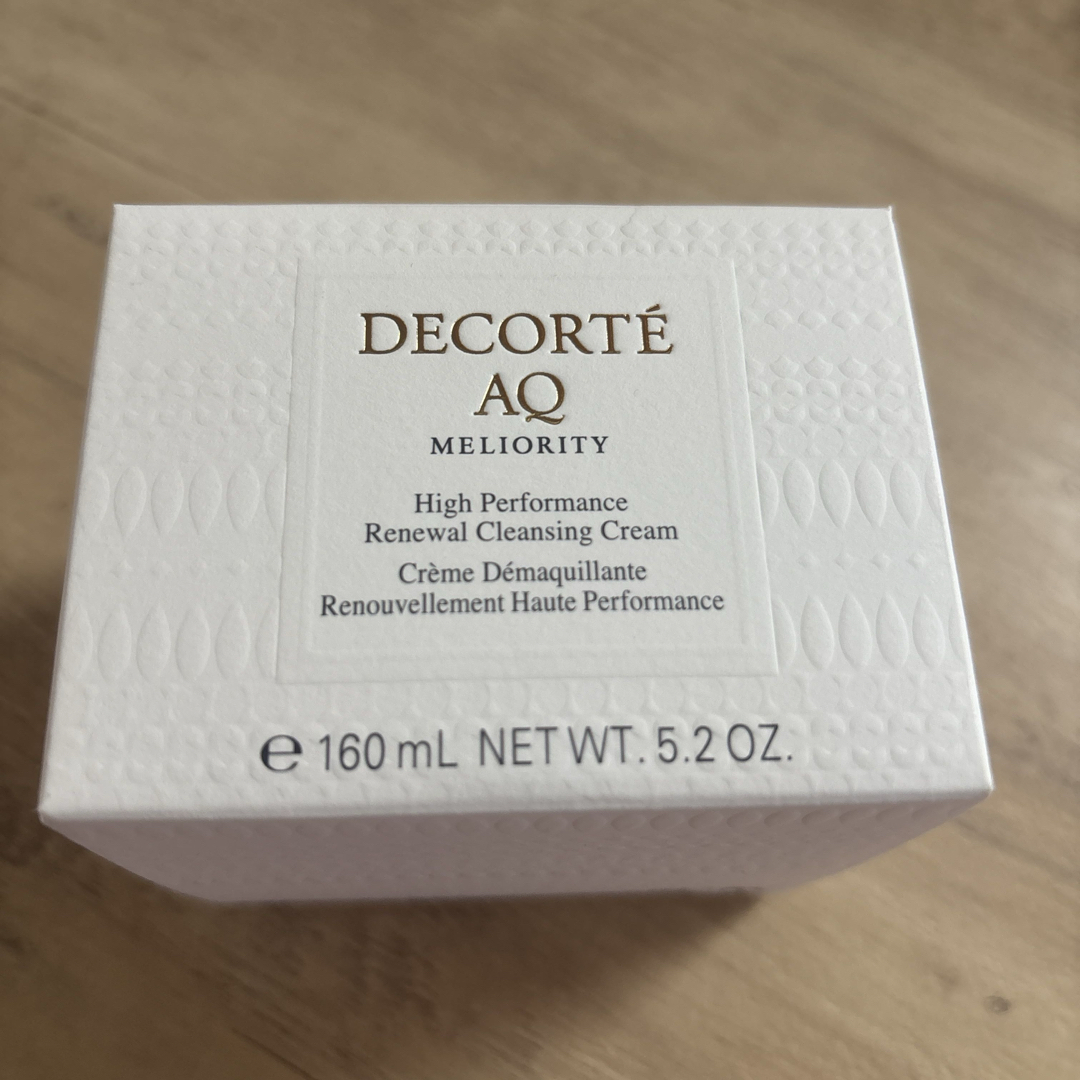 DECORTÉ
AQ
MELIORITY
High Performance
Renewal Cleansing Cream
Crème Démaquillante
Renouvellement Haute Performance
℮ 160 mL NET WT. 5.2 OZ.